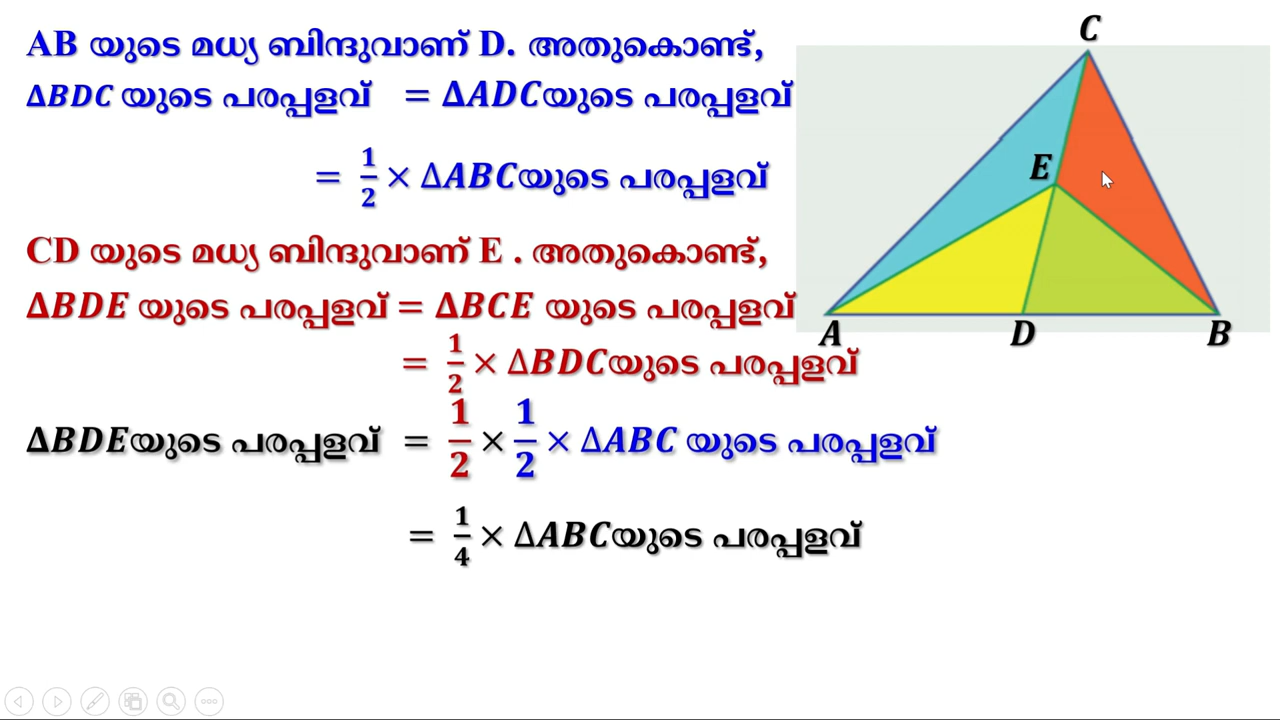 AB യുടെ മധ്യ ബിന്ദുവാണ് D. അതുകൊണ്ട്,
ΔBDC യുടെ പരപ്പളവ് = ΔADCയുടെ പരപ്പളവ്
= 1/2 × ΔABCയുടെ പരപ്പളവ്
CD യുടെ മധ്യ ബിന്ദുവാണ് E . അതുകൊണ്ട്,
ΔBDE യുടെ പരപ്പളവ് = ΔBCE യുടെ പരപ്പളവ്
= 1/2 × ΔBDCയുടെ പരപ്പളവ്
ΔBDEയുടെ പരപ്പളവ് = 1/2 × 1/2 × ΔABC യുടെ പരപ്പളവ്
= 1/4 × ΔABCയുടെ പരപ്പളവ്
C
E
A D B